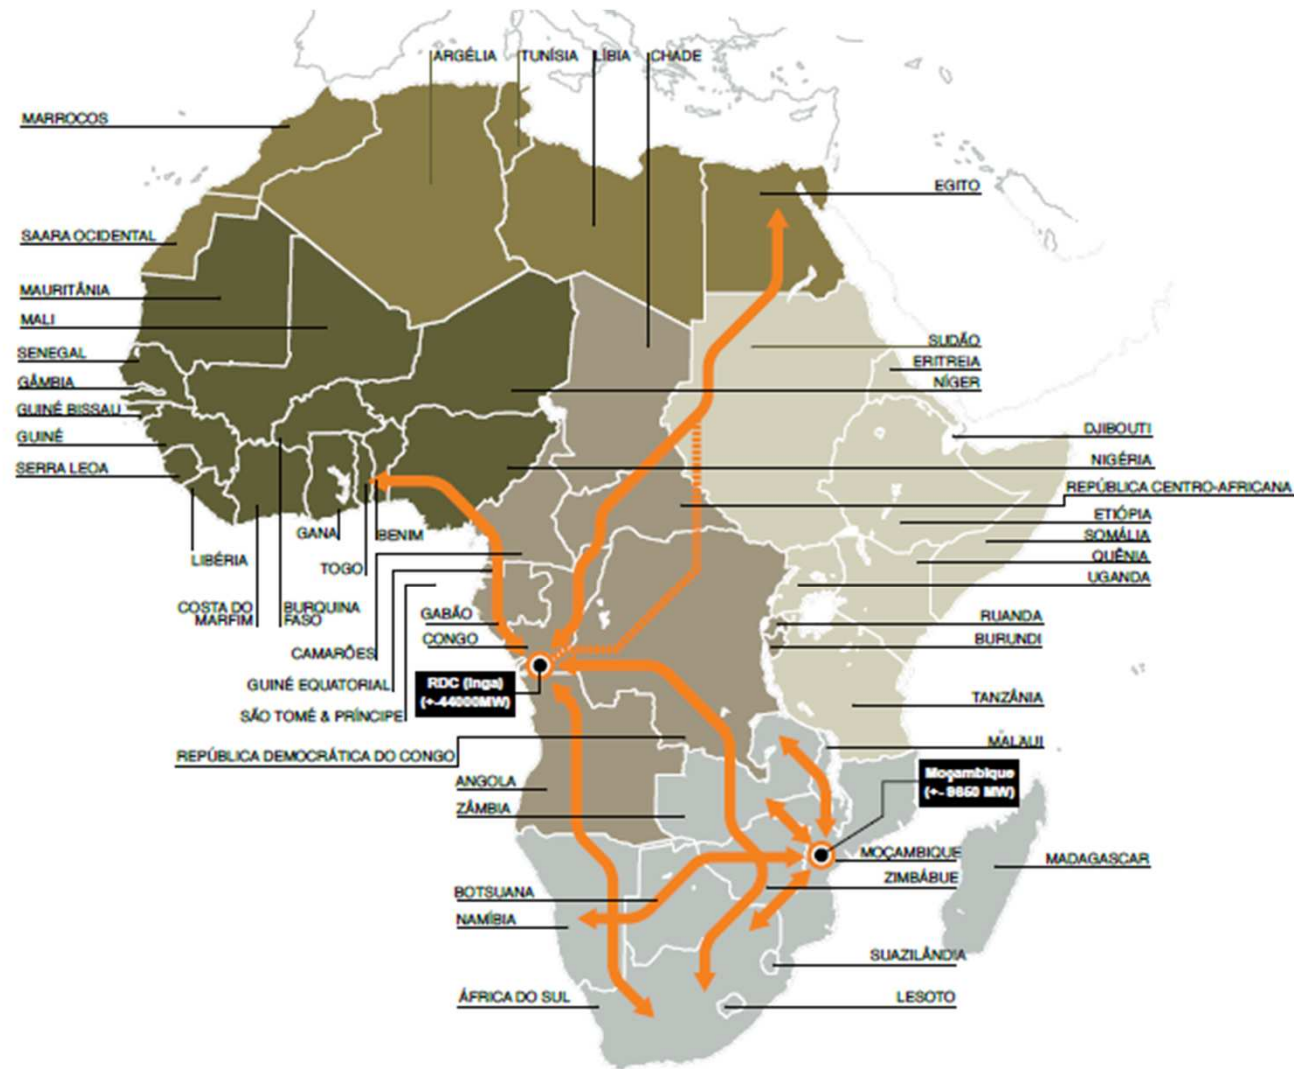 ARGÉLIA
TUNÍSIA
LÍBIA
CHADE
MARROCOS
EGITO
SAARA OCIDENTAL
MAURITÂNIA
MALI
SENEGAL
GÂMBIA
GUINÉ BISSAU
GUINÉ
SERRA LEOA
SUDÃO
ERITREIA
NÍGER
DJIBOUTI
NIGÉRIA
REPÚBLICA CENTRO-AFRICANA
ETIÓPIA
SOMÁLIA
QUÊNIA
UGANDA
LIBÉRIA
GANA
BENIM
TOGO
COSTA DO
MARFIM
BURQUINA
FASO
CAMARÕES
GUINÉ EQUATORIAL
SÃO TOMÉ & PRÍNCIPE
GABÃO
CONGO
RUANDA
BURUNDI
RDC (Inga)
(+-44000MW)
TANZÂNIA
MALAUI
REPÚBLICA DEMOCRÁTICA DO CONGO
ANGOLA
ZÂMBIA
Moçambique
(+- 9850 MW)
MOÇAMBIQUE
MADAGASCAR
ZIMBÁBUE
BOTSUANA
NAMÍBIA
SUAZILÂNDIA
ÁFRICA DO SUL
LESOTO